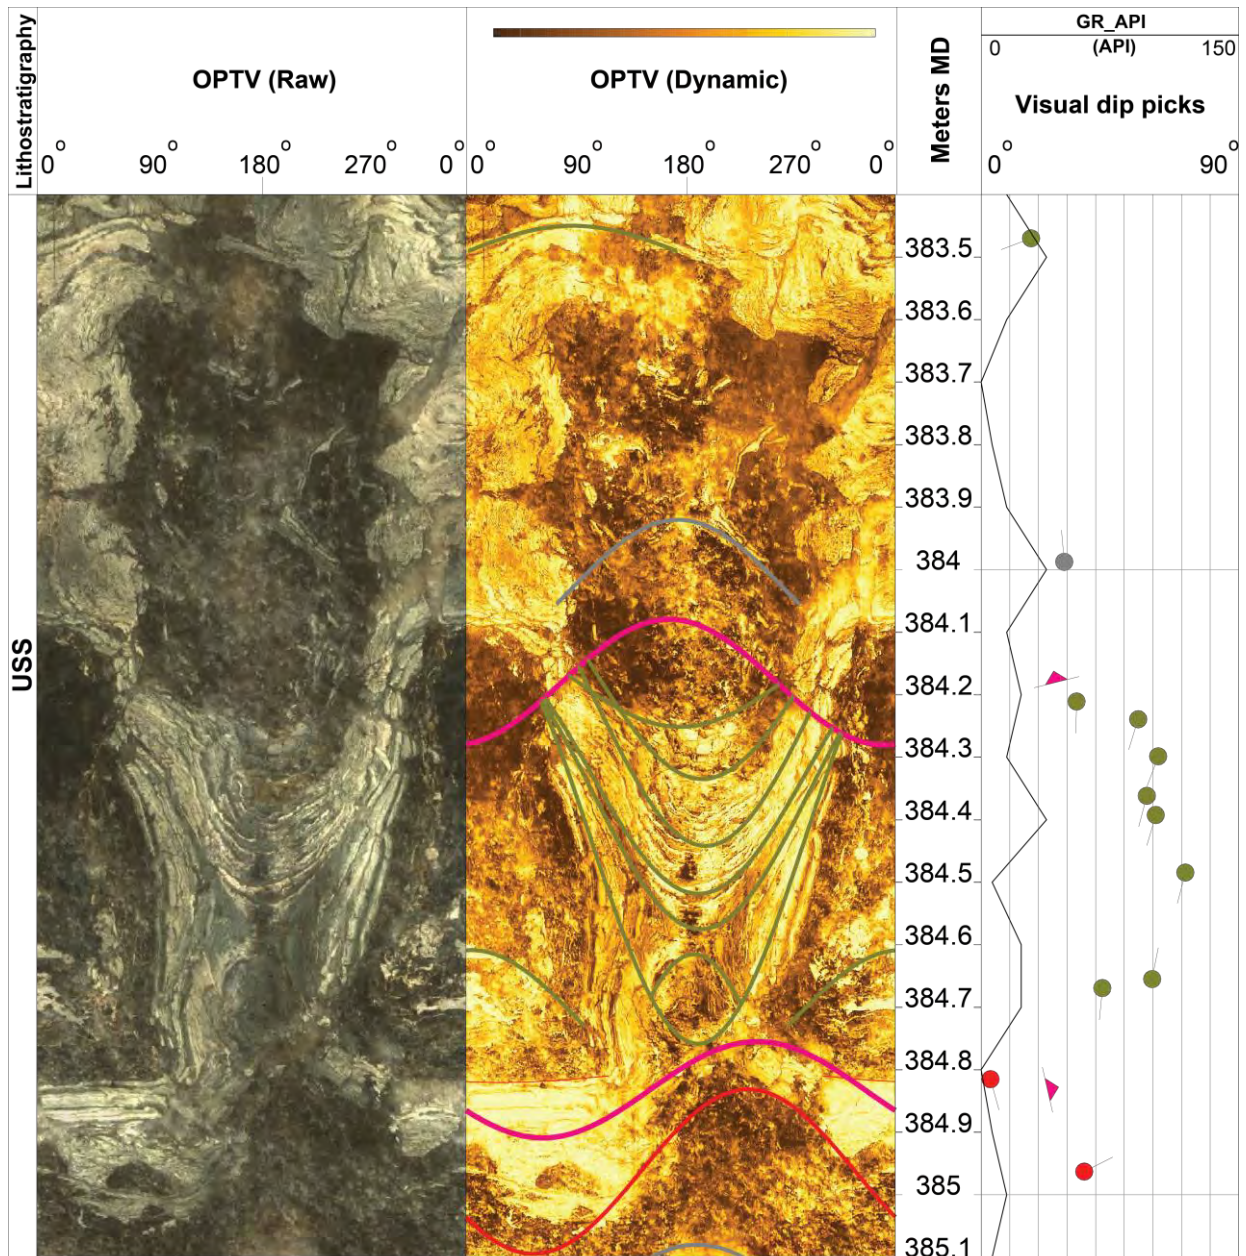 Lithostratigraphy
OPTV (Raw)
0° 90° 180° 270° 0°
OPTV (Dynamic)
0° 90° 180° 270° 0°
Meters MD
GR_API
0 (API) 150
Visual dip picks
0° 90°
USS
383.5
383.6
383.7
383.8
383.9
384
384.1
384.2
384.3
384.4
384.5
384.6
384.7
384.8
384.9
385
385.1